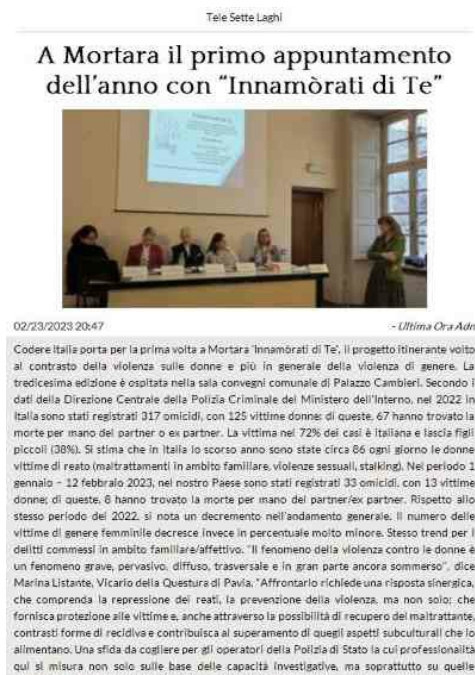 Tele Sette Laghi
A Mortara il primo appuntamento
dell'anno con "Innamòrati di Te"
02/23/2023 20:47
- Ultima Ora Adn
Codere Italia porta per la prima volta a Mortara 'Innamorati di Te', il progetto itinerante volto
al contrasto della violenza sulle donne e più in generale della violenza di genere. La
tredicesima edizione è ospitata nella sala convegni comunale di Palazzo Cambieri. Secondo i
dati della Direzione Centrale della Polizia Criminale del Ministero dell'Interno, nel 2022 in
Italia sono stati registrati 317 omicidi, con 125 vittime donne: di queste, 67 hanno trovato la
morte per mano del partner o ex partner. La vittima nel 72% dei casi è italiana e lascia figli
piccoli (38%). Si stima che in Italia lo scorso anno sono state circa 86 ogni giorno le donne
vittime di reato (maltrattamenti in ambito familiare, violenze sessuali, stalking). Nel periodo 1
gennaio - 12 febbraio 2023, nel nostro Paese sono stati registrati 33 omicidi, con 13 vittime
donne; di queste, 8 hanno trovato la morte per mano del partner/ex partner. Rispetto allo
stesso periodo del 2022, si nota un decremento nell'andamento generale. Il numero delle
vittime di genere femminile decresce invece in percentuale molto minore. Stesso trend per i
delitti commessi in ambito familiare/affettivo. "Il fenomeno della violenza contro le donne è
un fenomeno grave, pervasivo, diffuso, trasversale e in gran parte ancora sommerso", dice
Marina Listante, Vicario della Questura di Pavia. "Affrontarlo richiede una risposta sinergica,
che comprenda la repressione dei reati, la prevenzione della violenza, ma non solo; che
fornisca protezione alle vittime e, anche attraverso la possibilità di recupero del maltrattante,
contrasti forme di recidiva e contribuisca al superamento di quegli aspetti subculturali che lo
alimentano. Una sfida da cogliere per gli operatori della Polizia di Stato la cui professionalità
qui si misura non solo sulle base delle capacità investigative, ma soprattutto su quelle